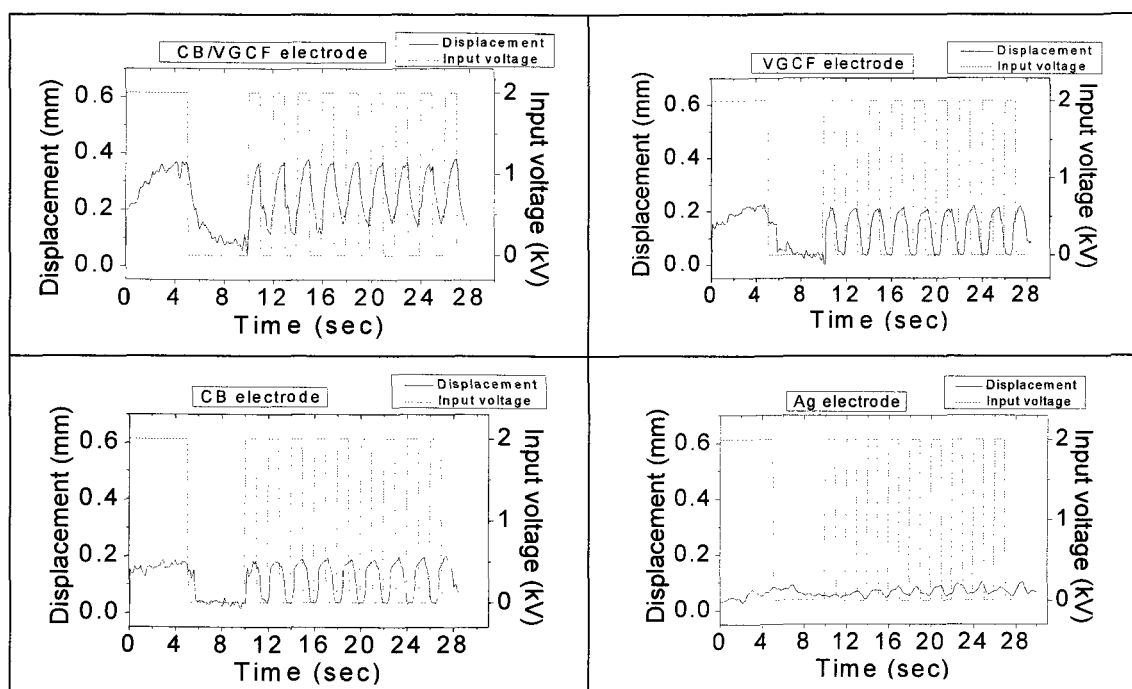 CB/VGCF electrode
Displacement
Input voltage
Displacement (mm)
0.6
0.4
0.2
0.0
2
1
0
Input voltage (kV)
0 4 8 12 16 20 24 28
Time (sec)
VGCF electrode
Displacement
Input voltage
Displacement (mm)
0.6
0.4
0.2
0.0
2
1
0
Input voltage (kV)
0 4 8 12 16 20 24 28
Time (sec)
CB electrode
Displacement
Input voltage
Displacement (mm)
0.6
0.4
0.2
0.0
2
1
0
Input voltage (kV)
0 4 8 12 16 20 24 28
Time (sec)
Ag electrode
Displacement
Input voltage
Displacement (mm)
0.6
0.4
0.2
0.0
2
1
0
Input voltage (kV)
0 4 8 12 16 20 24 28
Time (sec)